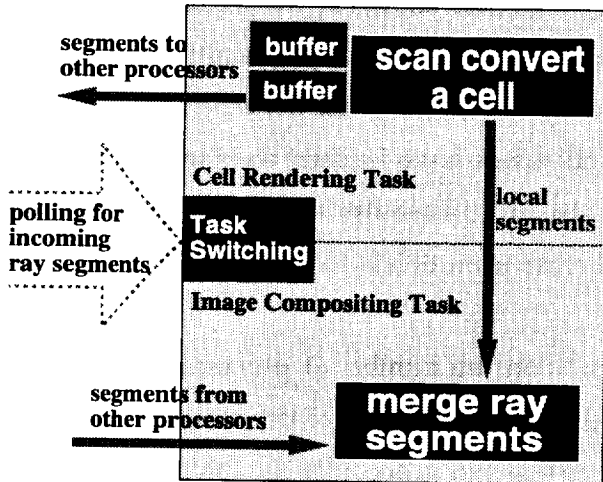 segments to
other processors
buffer
buffer
scan convert
a cell
Cell Rendering Task
polling for
incoming
ray segments
Task
Switching
local
segments
Image Compositing Task
segments from
other processors
merge ray
segments